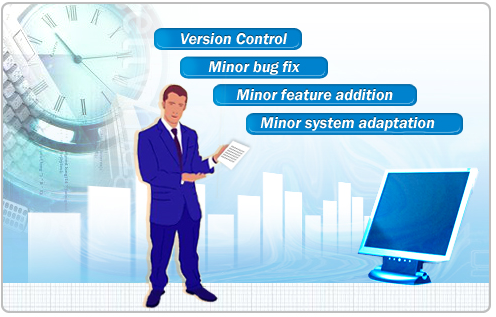 Version Control
Minor bug fix
Minor feature addition
Minor system adaptation